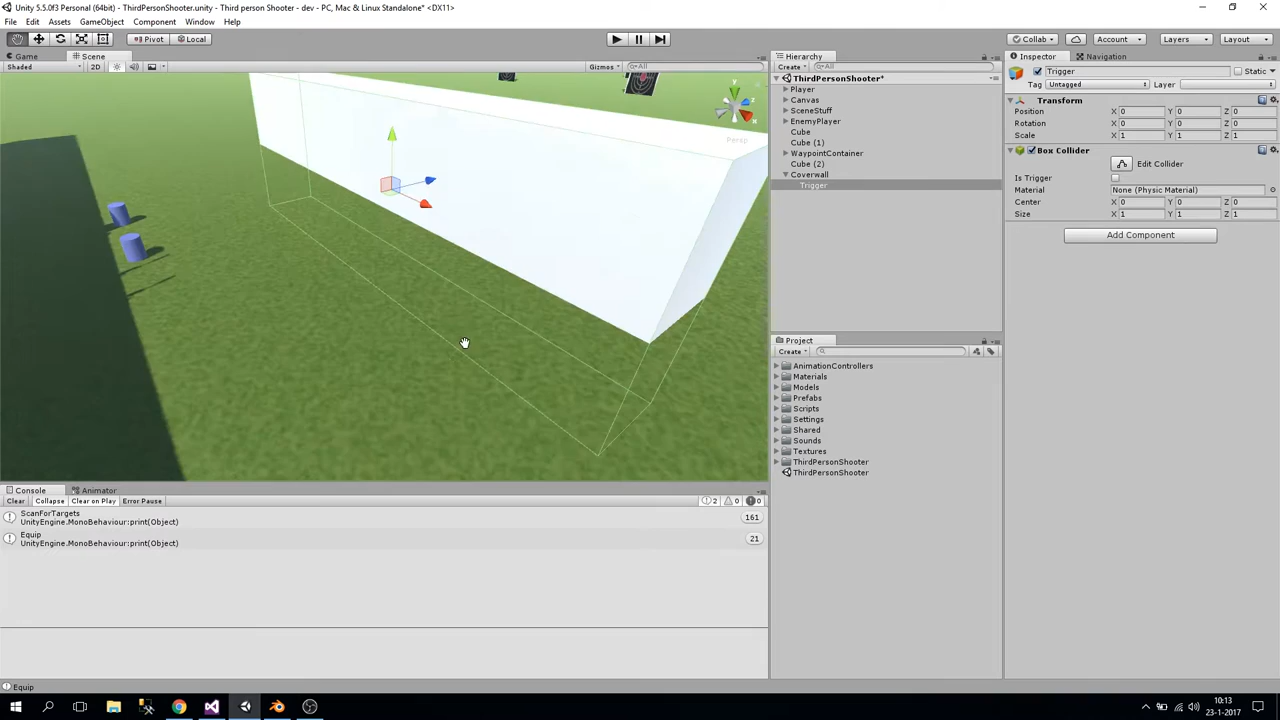 Unity 5.5.0f3 Personal (64bit) - ThirdPersonShooter.unity - Third person Shooter - dev - PC, Mac & Linux Standalone* <DX11>
File Edit Assets GameObject Component Window Help
Pivot Local Collab Account Layers Layout
Game Scene Hierarchy Inspector Navigation
Shaded 2D Gizmos All Create All Trigger Static
Tag Untagged Layer
ThirdPersonShooter*
Player Transform
Canvas Position X 0 Y 0 Z 0
SceneStuff Rotation X 0 Y 0 Z 0
EnemyPlayer Scale X 1 Y 1 Z 1
Cube
Cube (1) Box Collider
WaypointContainer Edit Collider
Cube (2) Is Trigger
Coverwall Material None (Physic Material)
Trigger Center X 0 Y 0 Z 0
Size X 1 Y 1 Z 1
Add Component
y
z
x
Persp
Project
Create
AnimationControllers
Materials
Models
Prefabs
Scripts
Settings
Shared
Sounds
Textures
ThirdPersonShooter
ThirdPersonShooter
Console Animator
Clear Collapse Clear on Play Error Pause 2 0 0
ScanForTargets
UnityEngine.MonoBehaviour:print(Object) 161
Equip
UnityEngine.MonoBehaviour:print(Object) 21
Equip
10:13
23-1-2017